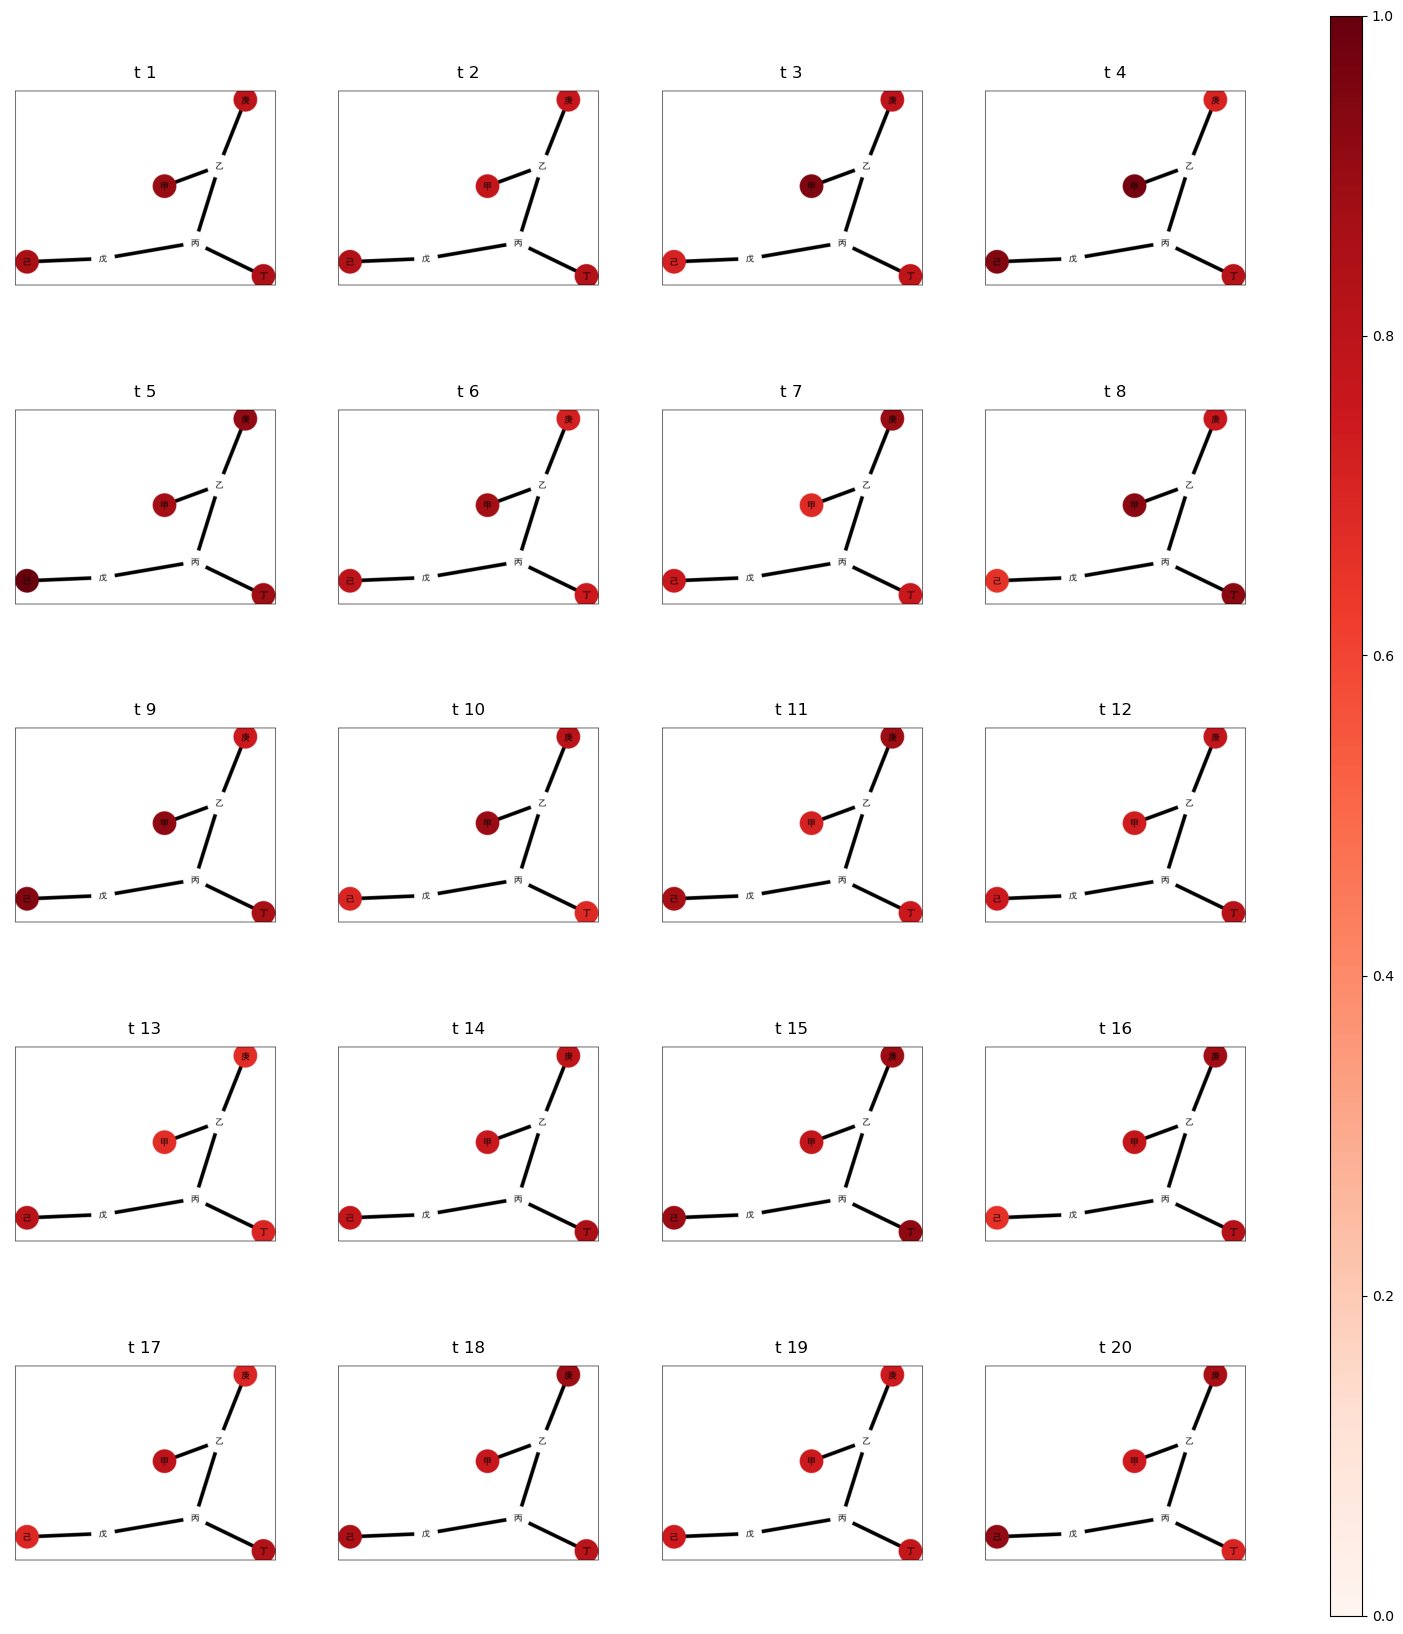 t 1
庚
乙
甲
丙
戊
己
丁
t 2
庚
乙
甲
丙
戊
己
丁
t 3
庚
乙
甲
丙
戊
己
丁
t 4
庚
乙
甲
丙
戊
己
丁
t 5
庚
乙
甲
丙
戊
己
丁
t 6
庚
乙
甲
丙
戊
己
丁
t 7
庚
乙
甲
丙
戊
己
丁
t 8
庚
乙
甲
丙
戊
己
丁
t 9
庚
乙
甲
丙
戊
己
丁
t 10
庚
乙
甲
丙
戊
己
丁
t 11
庚
乙
甲
丙
戊
己
丁
t 12
庚
乙
甲
丙
戊
己
丁
t 13
庚
乙
甲
丙
戊
己
丁
t 14
庚
乙
甲
丙
戊
己
丁
t 15
庚
乙
甲
丙
戊
己
丁
t 16
庚
乙
甲
丙
戊
己
丁
t 17
庚
乙
甲
丙
戊
己
丁
t 18
庚
乙
甲
丙
戊
己
丁
t 19
庚
乙
甲
丙
戊
己
丁
t 20
庚
乙
甲
丙
戊
己
丁
1.0
0.8
0.6
0.4
0.2
0.0